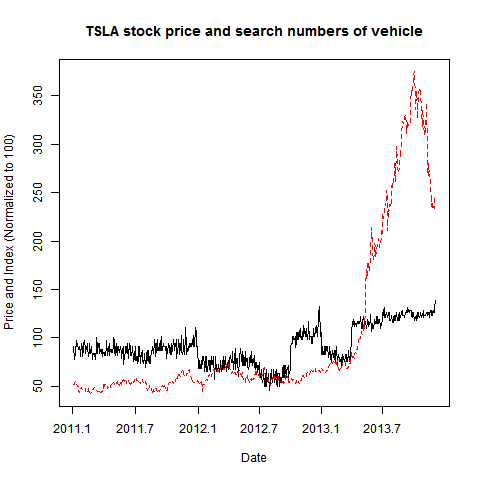 TSLA stock price and search numbers of vehicle
Price and Index (Normalized to 100)
350
300
250
200
150
100
50
2011.1 2011.7 2012.1 2012.7 2013.1 2013.7
Date